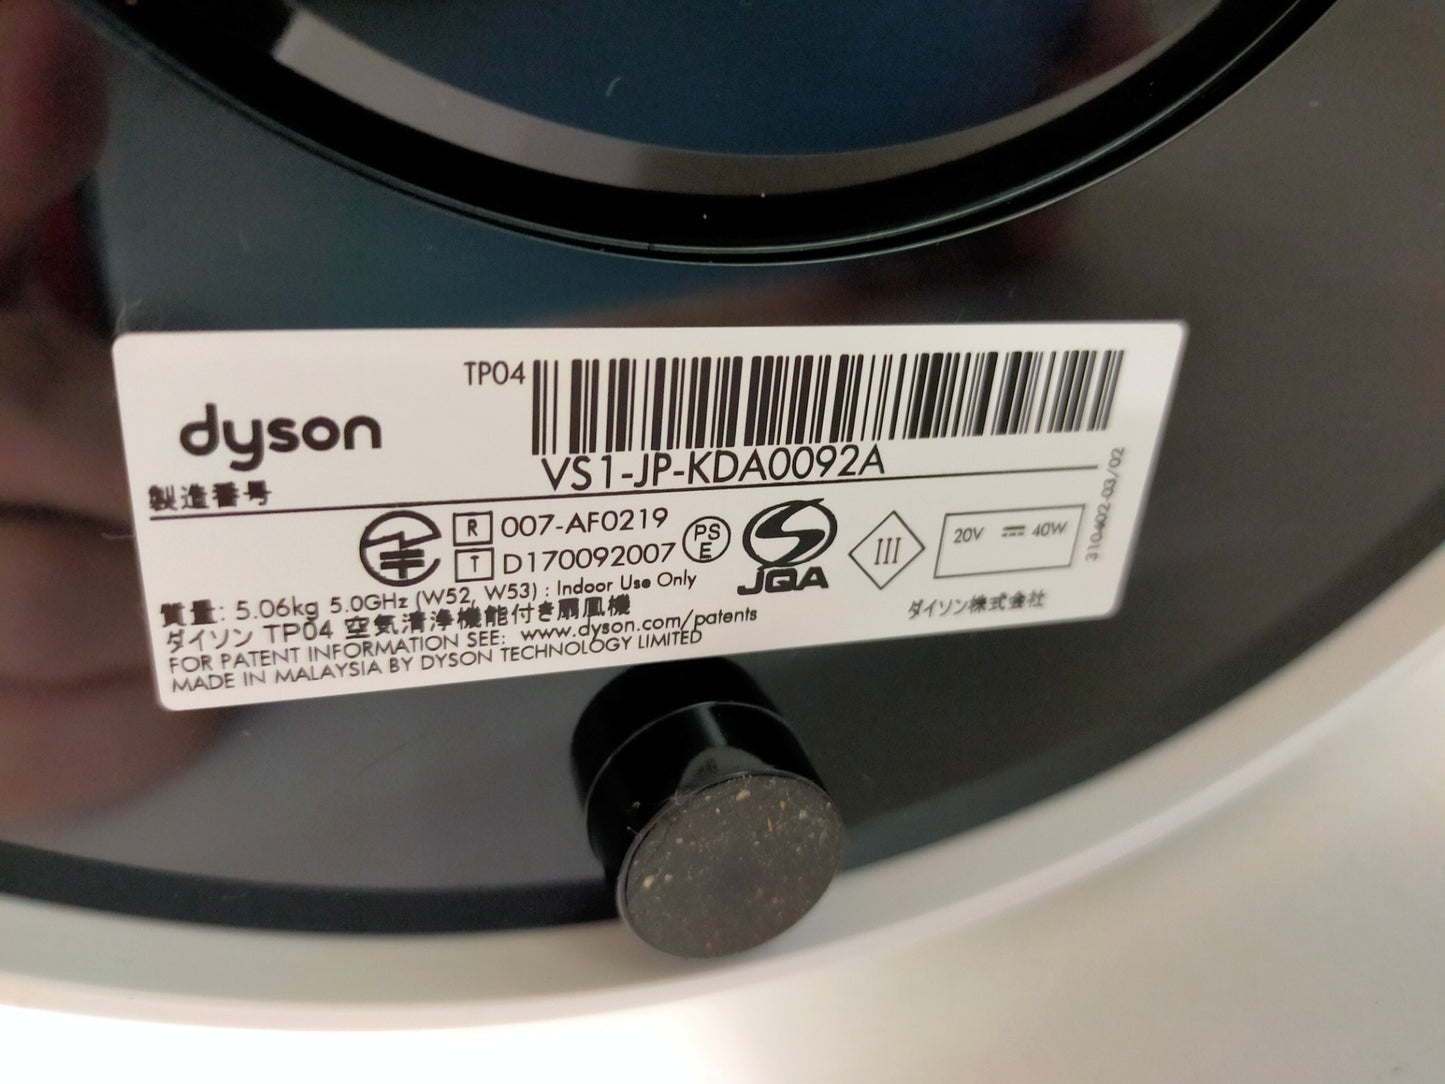 TP04
dyson
VS1-JP-KDA0092A
製造番号
R 007-AF0219
T D170092007
PS
E
JQA
III
20V ⎓ 40W
310402-03/02
質量: 5.06kg 5.0GHz (W52, W53) : Indoor Use Only
ダイソン TP04 空気清浄機能付き扇風機
ダイソン株式会社
FOR PATENT INFORMATION SEE: www.dyson.com/patents
MADE IN MALAYSIA BY DYSON TECHNOLOGY LIMITED